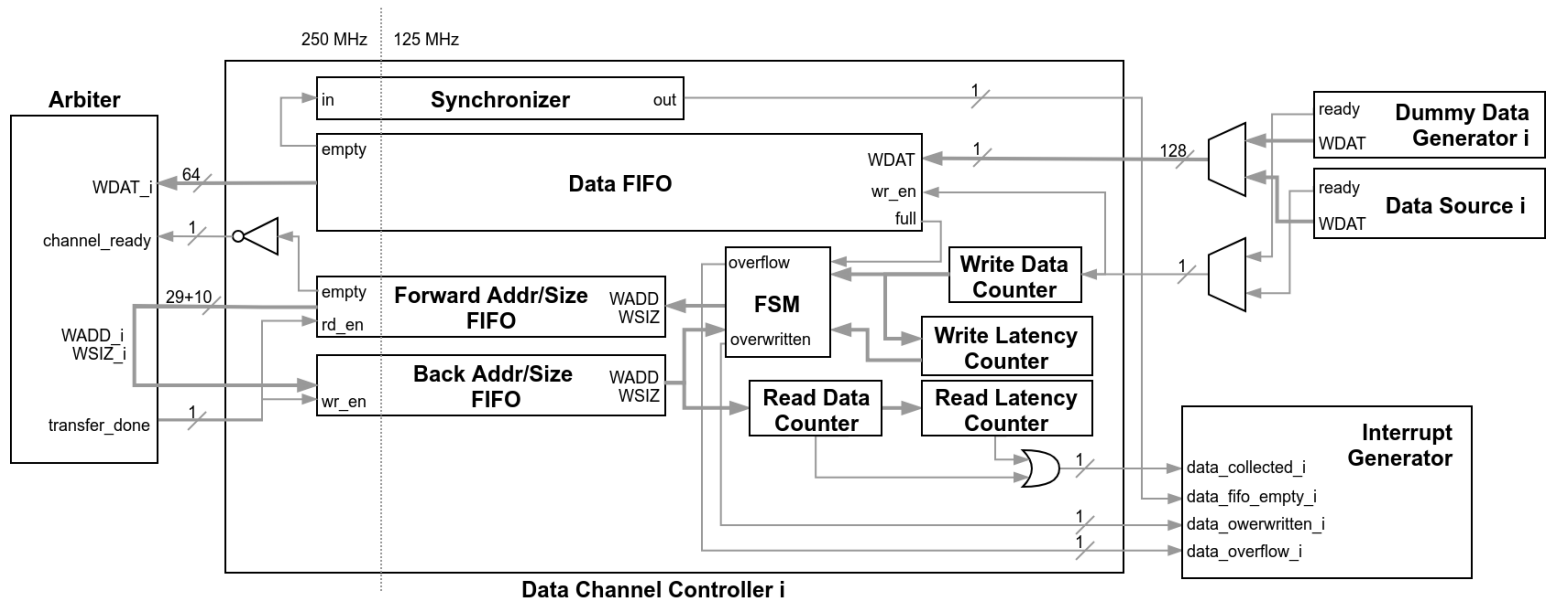 250 MHz
125 MHz
Arbiter
WDAT_i
channel_ready
WADD_i
WSIZ_i
transfer_done
64
1
29+10
1
in
Synchronizer
out
1
empty
Data FIFO
WDAT
wr_en
full
1
128
empty
rd_en
Forward Addr/Size
FIFO
WADD
WSIZ
wr_en
Back Addr/Size
FIFO
WADD
WSIZ
overflow
FSM
overwritten
Write Data
Counter
Write Latency
Counter
Read Data
Counter
Read Latency
Counter
1
ready
WDAT
Dummy Data
Generator i
ready
WDAT
Data Source i
1
1
1
Interrupt
Generator
data_collected_i
data_fifo_empty_i
data_owerwritten_i
data_overflow_i
Data Channel Controller i